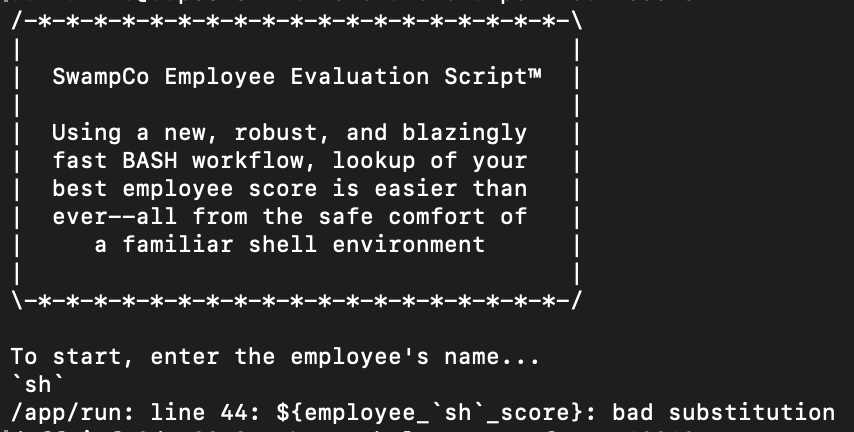 /-*-*-*-*-*-*-*-*-*-*-*-*-*-*-*-*-*-*-*-\
|                                       |
|  SwampCo Employee Evaluation Script™  |
|                                       |
|  Using a new, robust, and blazingly   |
|  fast BASH workflow, lookup of your   |
|  best employee score is easier than   |
|  ever--all from the safe comfort of   |
|     a familiar shell environment      |
|                                       |
\-*-*-*-*-*-*-*-*-*-*-*-*-*-*-*-*-*-*-*-/
To start, enter the employee's name...
`sh`
/app/run: line 44: ${employee_`sh`_score}: bad substitution